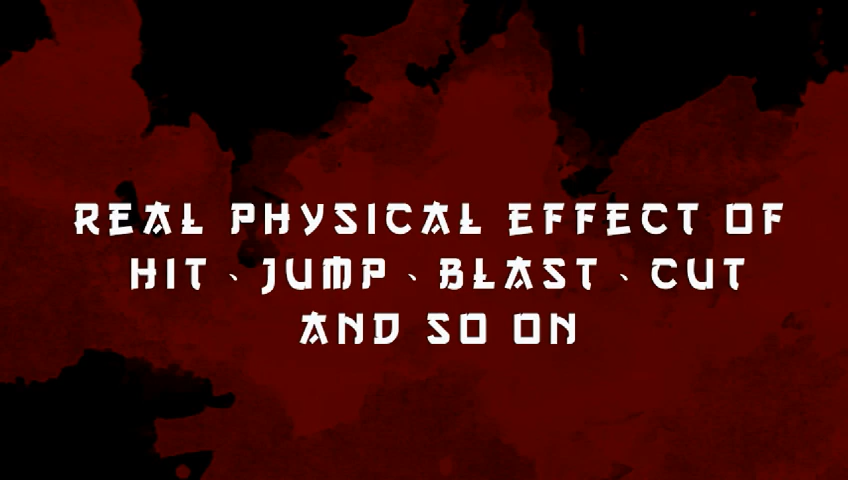 REAL PHYSICAL EFFECT OF
HIT、JUMP、BLAST、CUT
AND SO ON